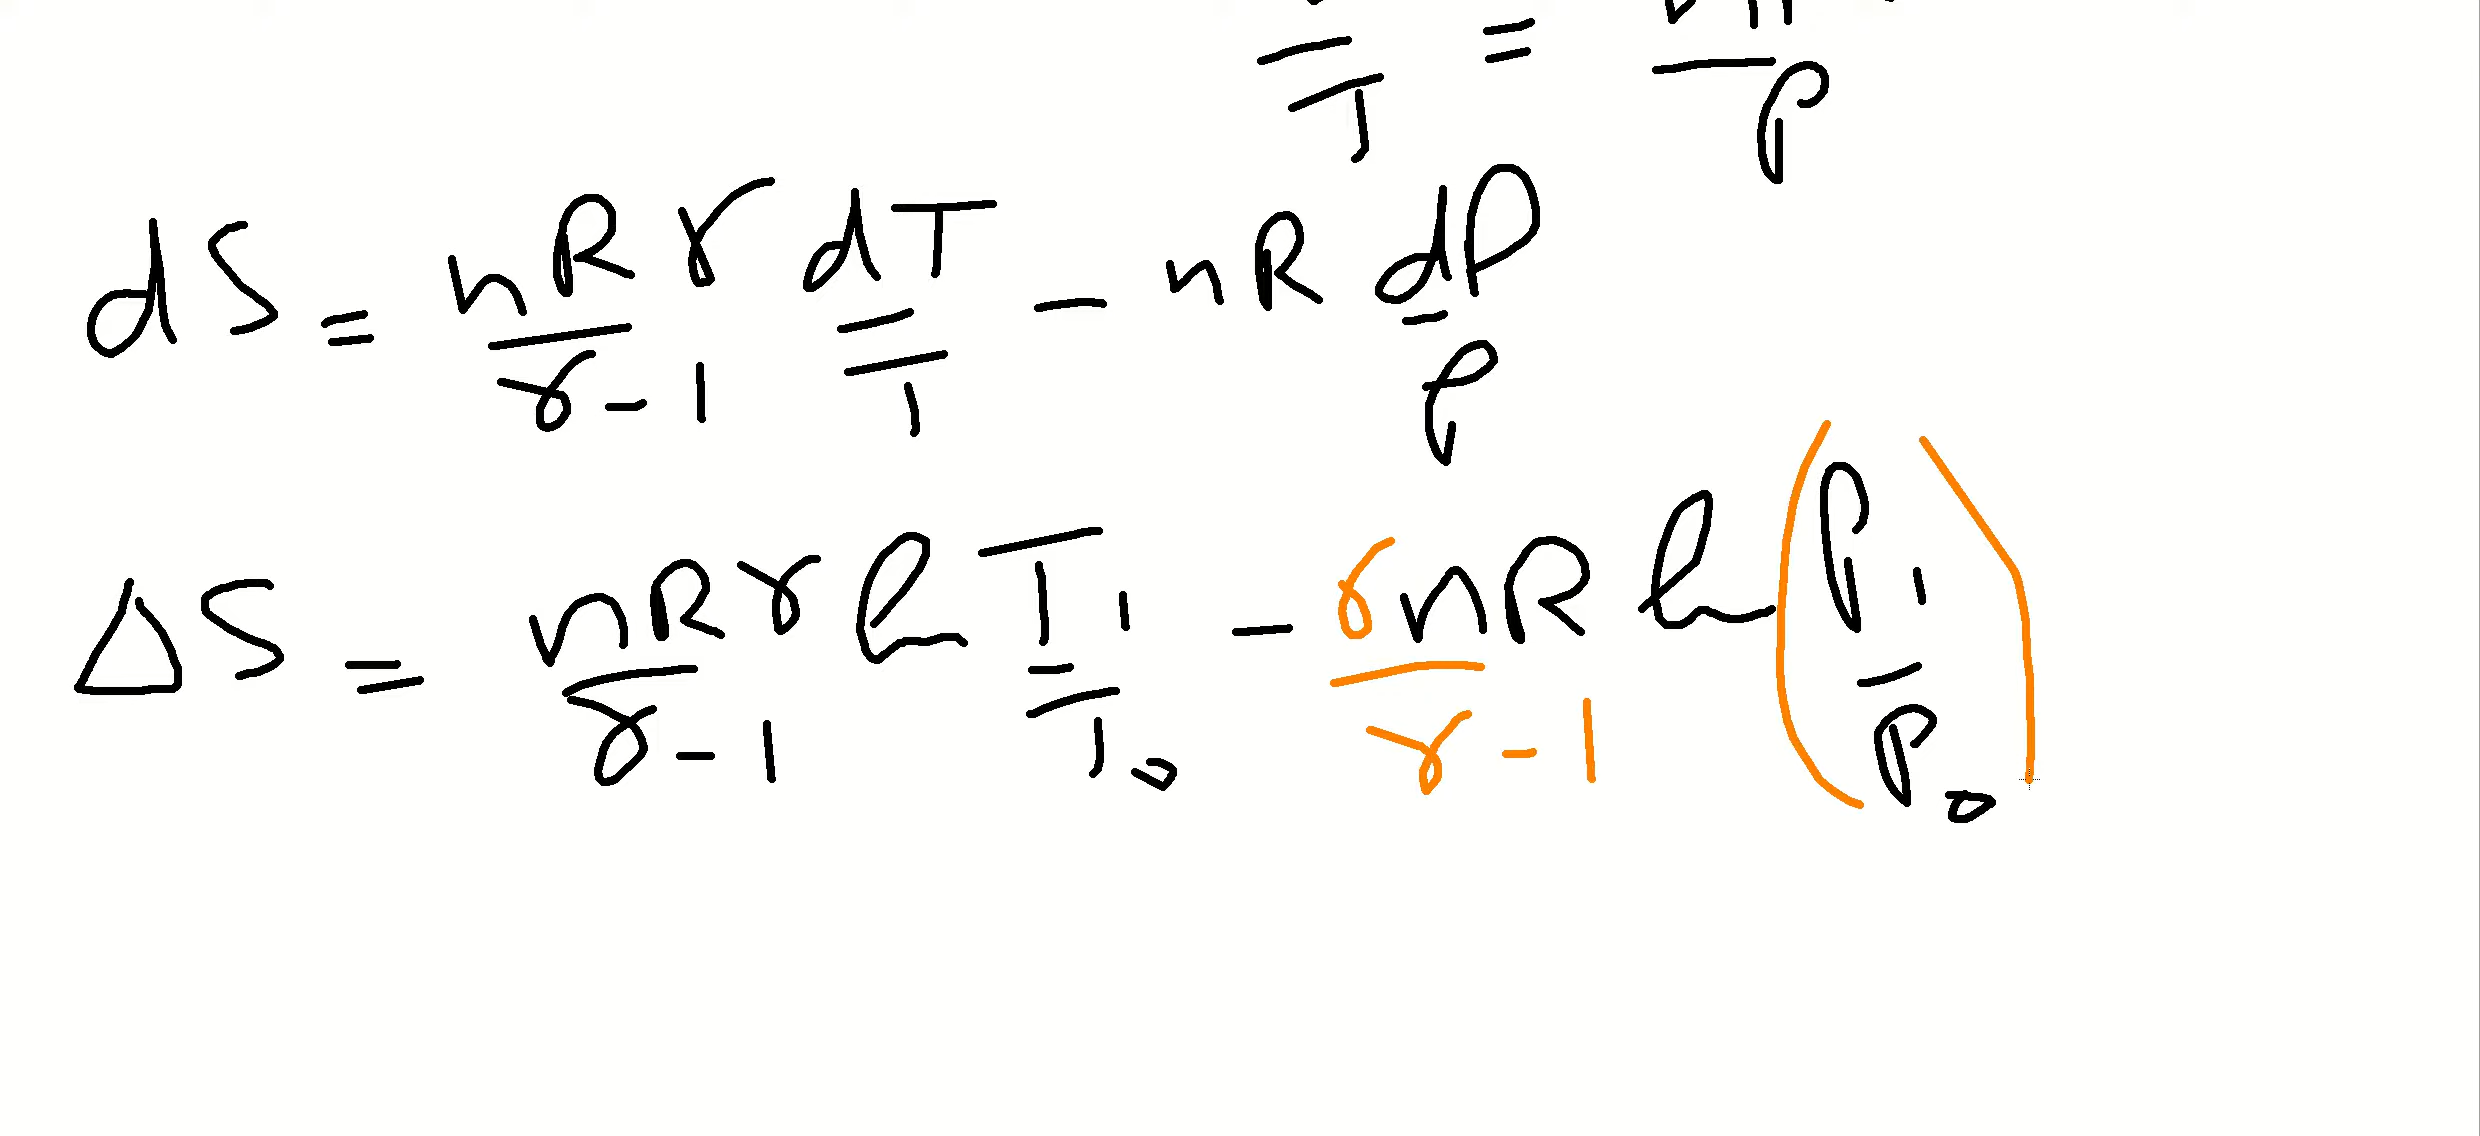 /T = /P
dS = nRγ/(γ-1) dT/T - nR dP/P
ΔS = nRγ/(γ-1) ln T₁/T₀ - γnR/(γ-1) ln (P₁/P₀)